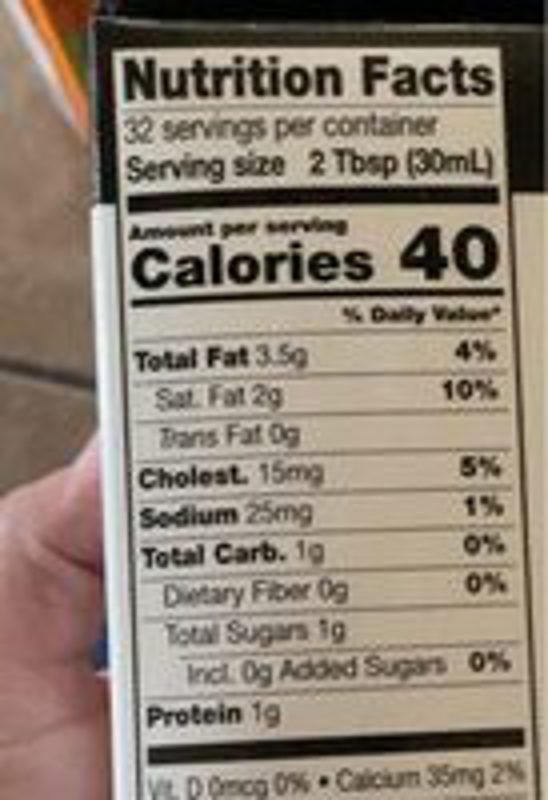 Nutrition Facts
32 servings per container
Serving size 2 Tbsp (30mL)
Amount per serving
Calories 40
% Daily Value*
Total Fat 3.5g 4%
Sat. Fat 2g 10%
Trans Fat 0g
Cholest. 15mg 5%
Sodium 25mg 1%
Total Carb. 1g 0%
Dietary Fiber 0g 0%
Total Sugars 1g
Incl. 0g Added Sugars 0%
Protein 1g
Vit. D 0mcg 0% • Calcium 35mg 2%